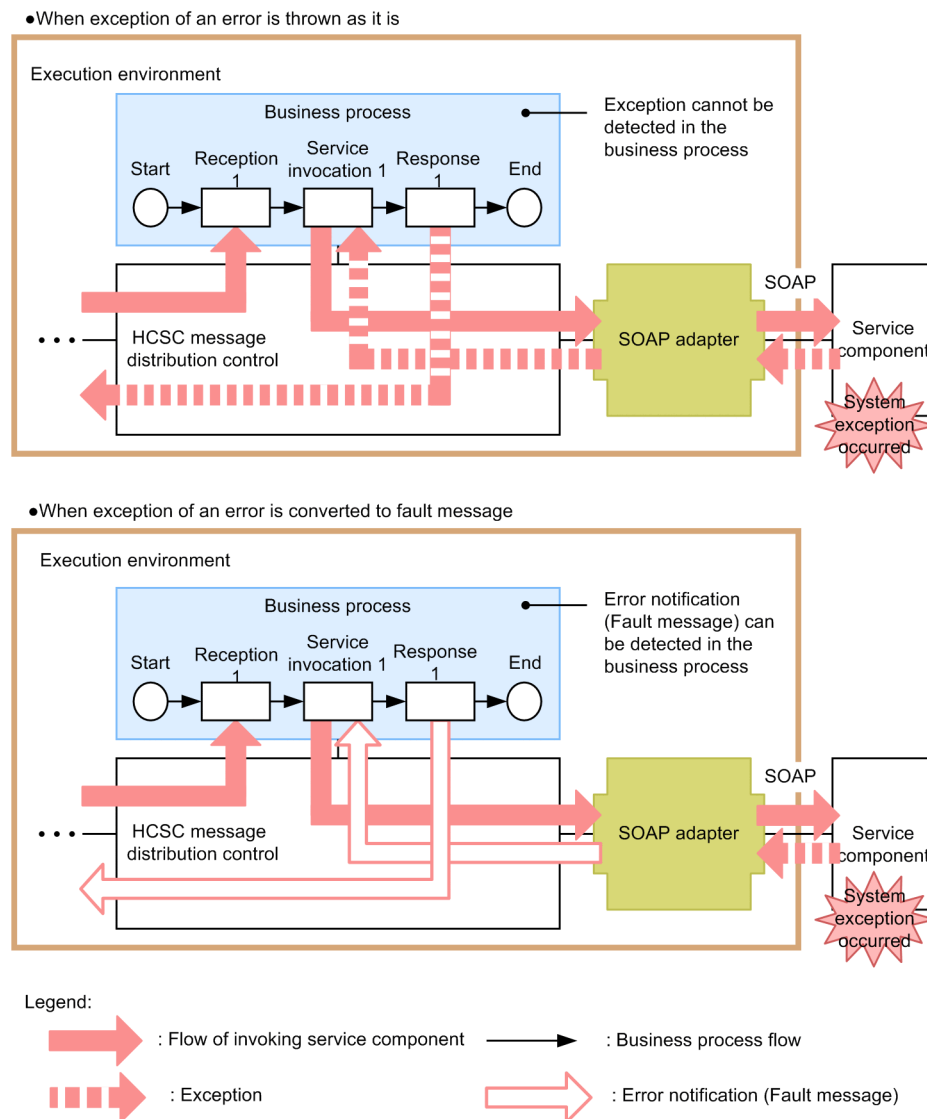 ●When exception of an error is thrown as it is
Execution environment
Business process
Exception cannot be
detected in the
business process
Start
Reception
1
Service
invocation 1
Response
1
End
SOAP
• • •
HCSC message
distribution control
SOAP adapter
Service
component
System
exception
occurred
●When exception of an error is converted to fault message
Execution environment
Business process
Error notification
(Fault message) can
be detected in the
business process
Start
Reception
1
Service
invocation 1
Response
1
End
SOAP
• • •
HCSC message
distribution control
SOAP adapter
Service
component
System
exception
occurred
Legend:
: Flow of invoking service component
: Business process flow
: Exception
: Error notification (Fault message)